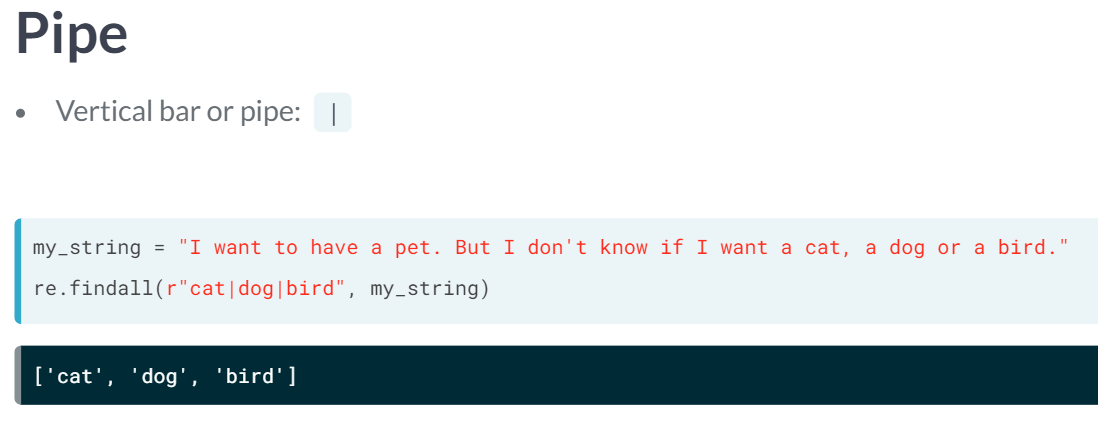 Pipe
• Vertical bar or pipe: |
my_string = "I want to have a pet. But I don't know if I want a cat, a dog or a bird."
re.findall(r"cat|dog|bird", my_string)
['cat', 'dog', 'bird']